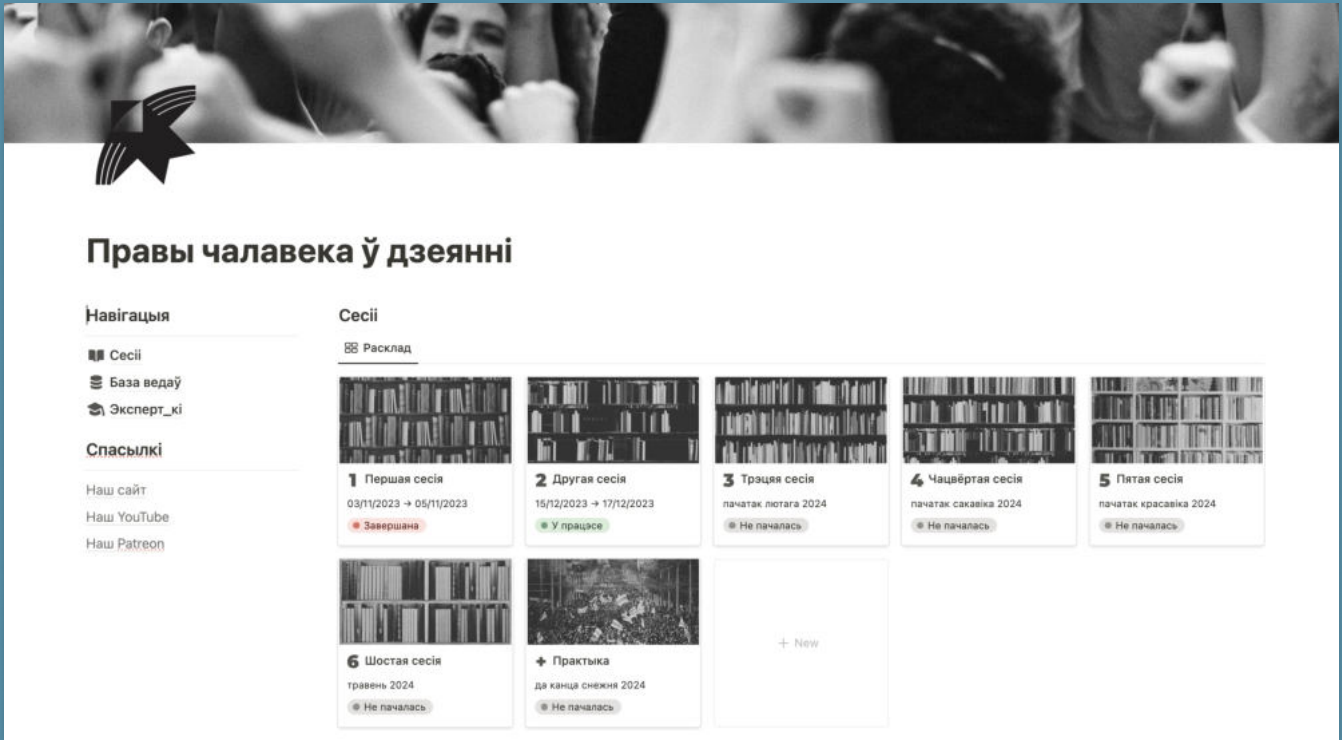 Правы чалавека ў дзеянні
Навігацыя
Сесіі
База ведаў
Эксперт_кі
Спасылкі
Наш сайт
Наш YouTube
Наш Patreon
Сесіі
Расклад
1 Першая сесія
03/11/2023 → 05/11/2023
Завершана
2 Другая сесія
15/12/2023 → 17/12/2023
У працэсе
3 Трэцяя сесія
пачатак лютага 2024
Не пачалась
4 Чацвёртая сесія
пачатак сакавіка 2024
Не пачалась
5 Пятая сесія
пачатак красавіка 2024
Не пачалась
6 Шостая сесія
травень 2024
Не пачалась
+ Практыка
да канца снежня 2024
Не пачалась
+ New